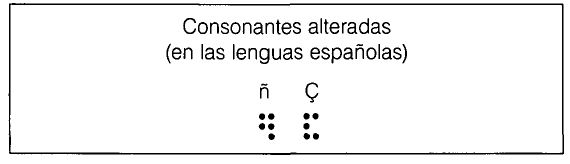 Consonantes alteradas
(en las lenguas españolas)
ñ Ç
⠻ ⠯